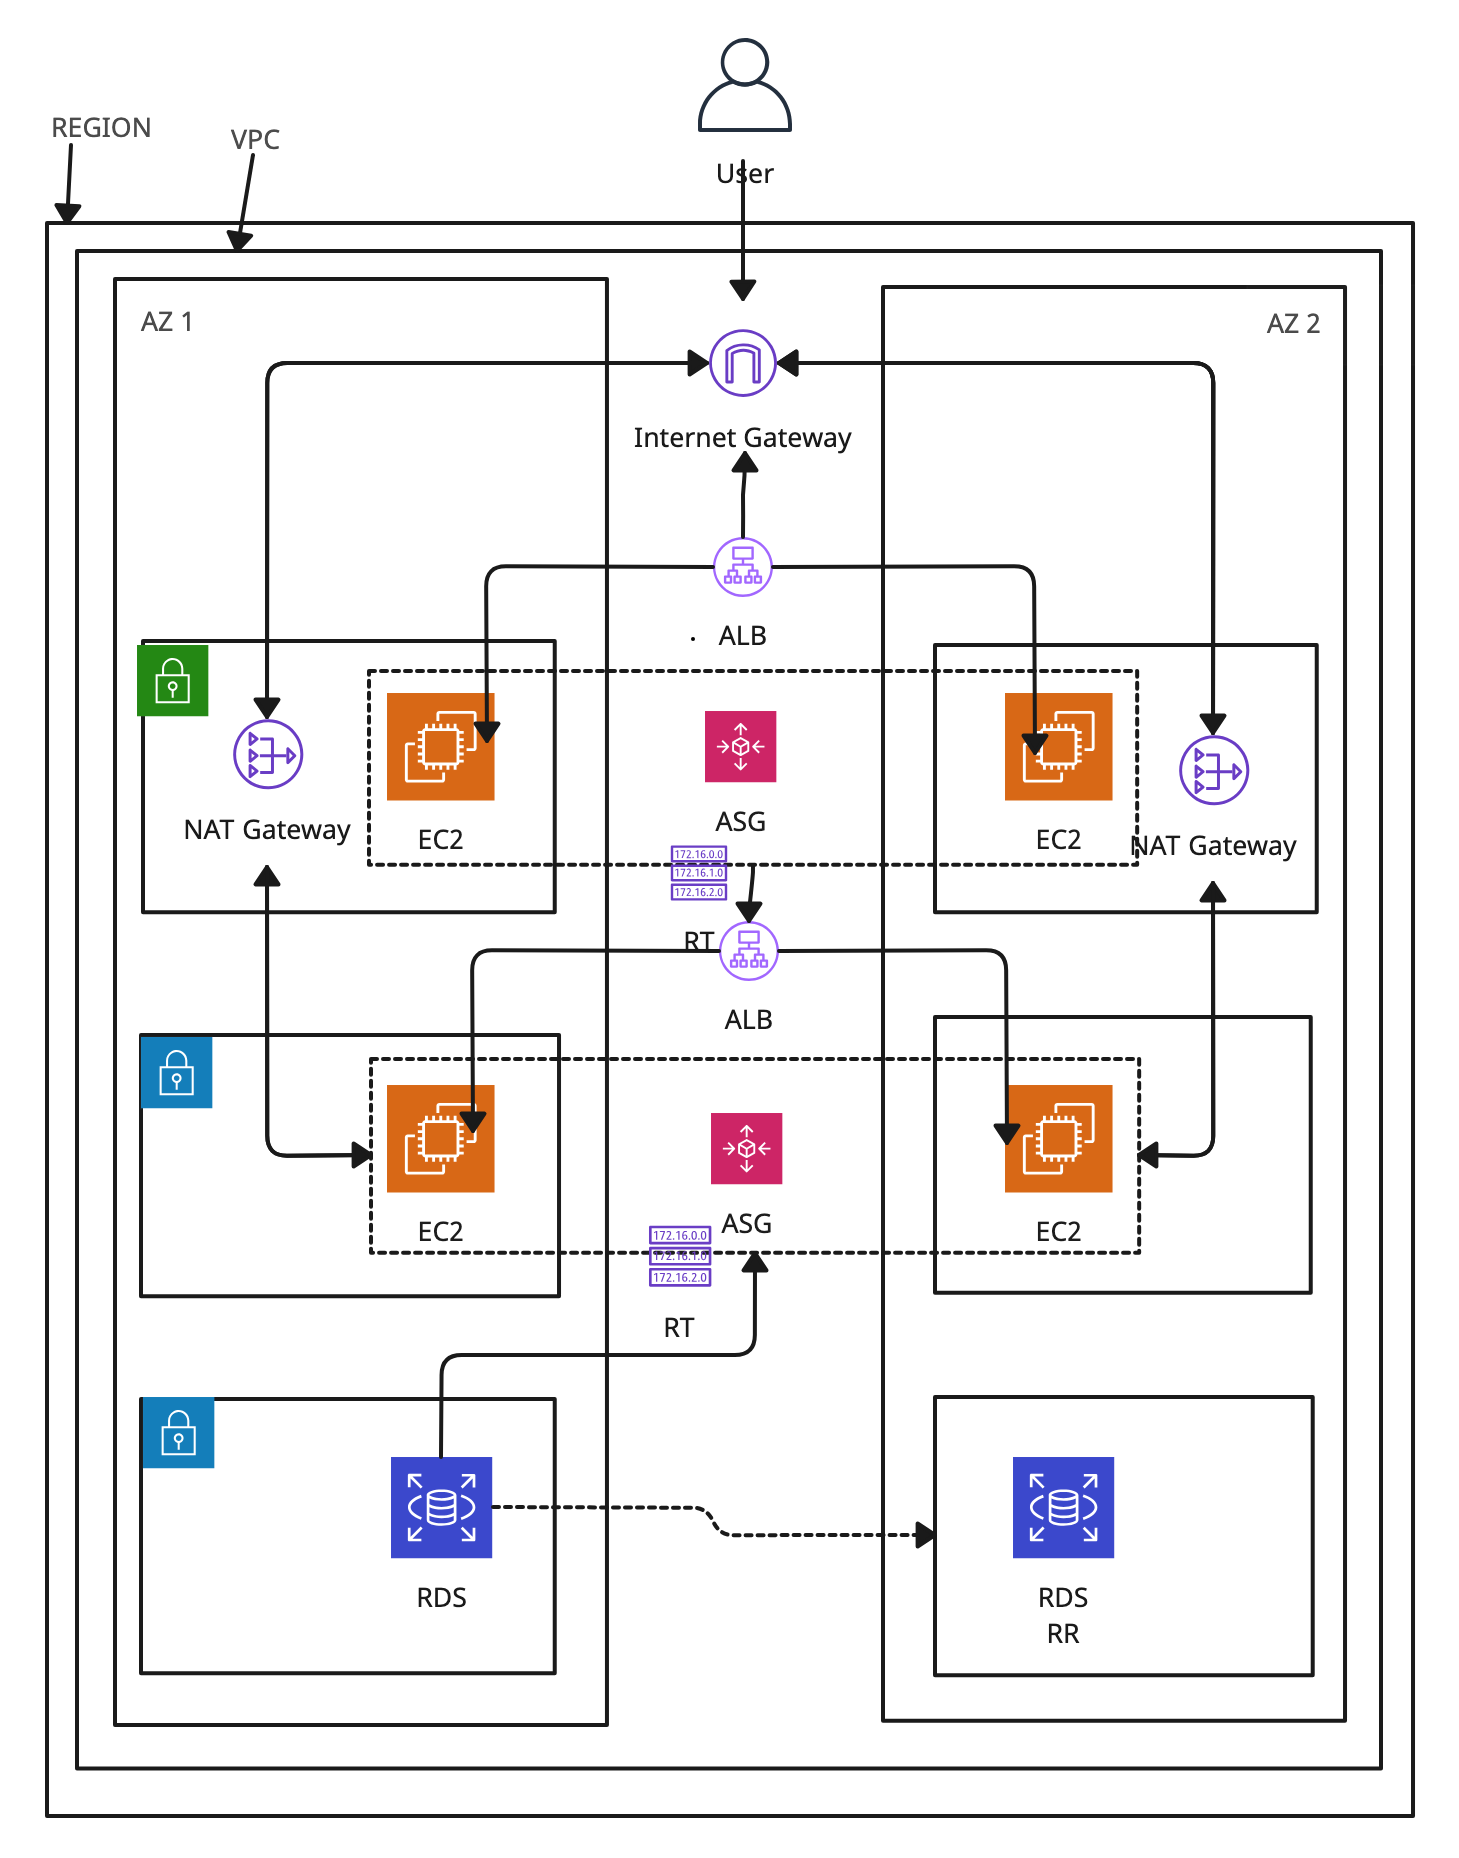 User
REGION
VPC
AZ 1
AZ 2
Internet Gateway
ALB
NAT Gateway
EC2
ASG
EC2
NAT Gateway
172.16.0.0
172.16.1.0
172.16.2.0
RT
ALB
EC2
ASG
EC2
172.16.0.0
172.16.1.0
172.16.2.0
RT
RDS
RDS
RR